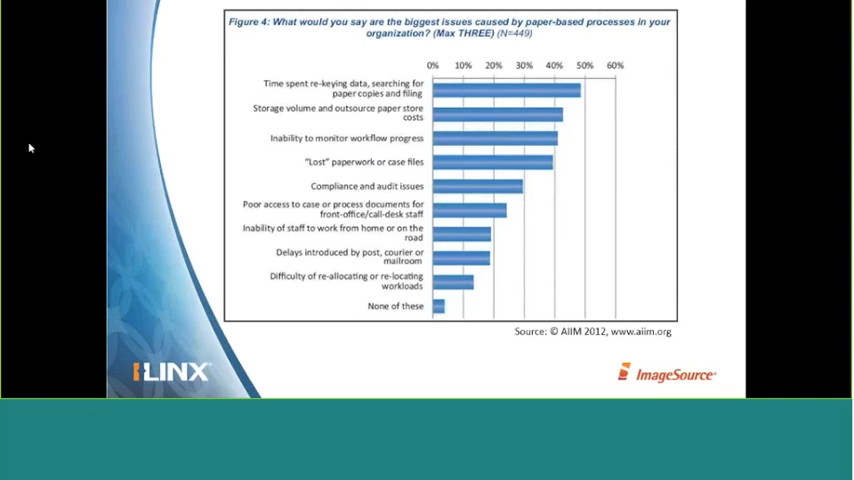 Figure 4: What would you say are the biggest issues caused by paper-based processes in your
organization? (Max THREE) (N=449)
0% 10% 20% 30% 40% 50% 60%
Time spent re-keying data, searching for
paper copies and filing
Storage volume and outsource paper store
costs
Inability to monitor workflow progress
"Lost" paperwork or case files
Compliance and audit issues
Poor access to case or process documents for
front-office/call-desk staff
Inability of staff to work from home or on the
road
Delays introduced by post, courier or
mailroom
Difficulty of re-allocating or re-locating
workloads
None of these
Source: © AIIM 2012, www.aiim.org
ILINX
ImageSource